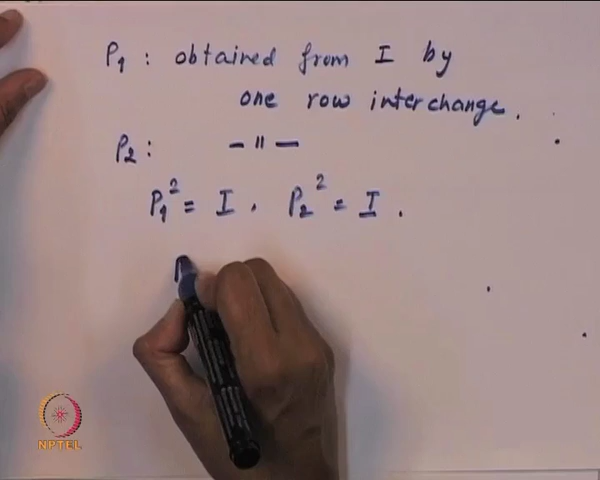 P₁ : obtained from I by
one row interchange.
P₂ : — " —
P₁² = I, P₂² = I.
NPTEL